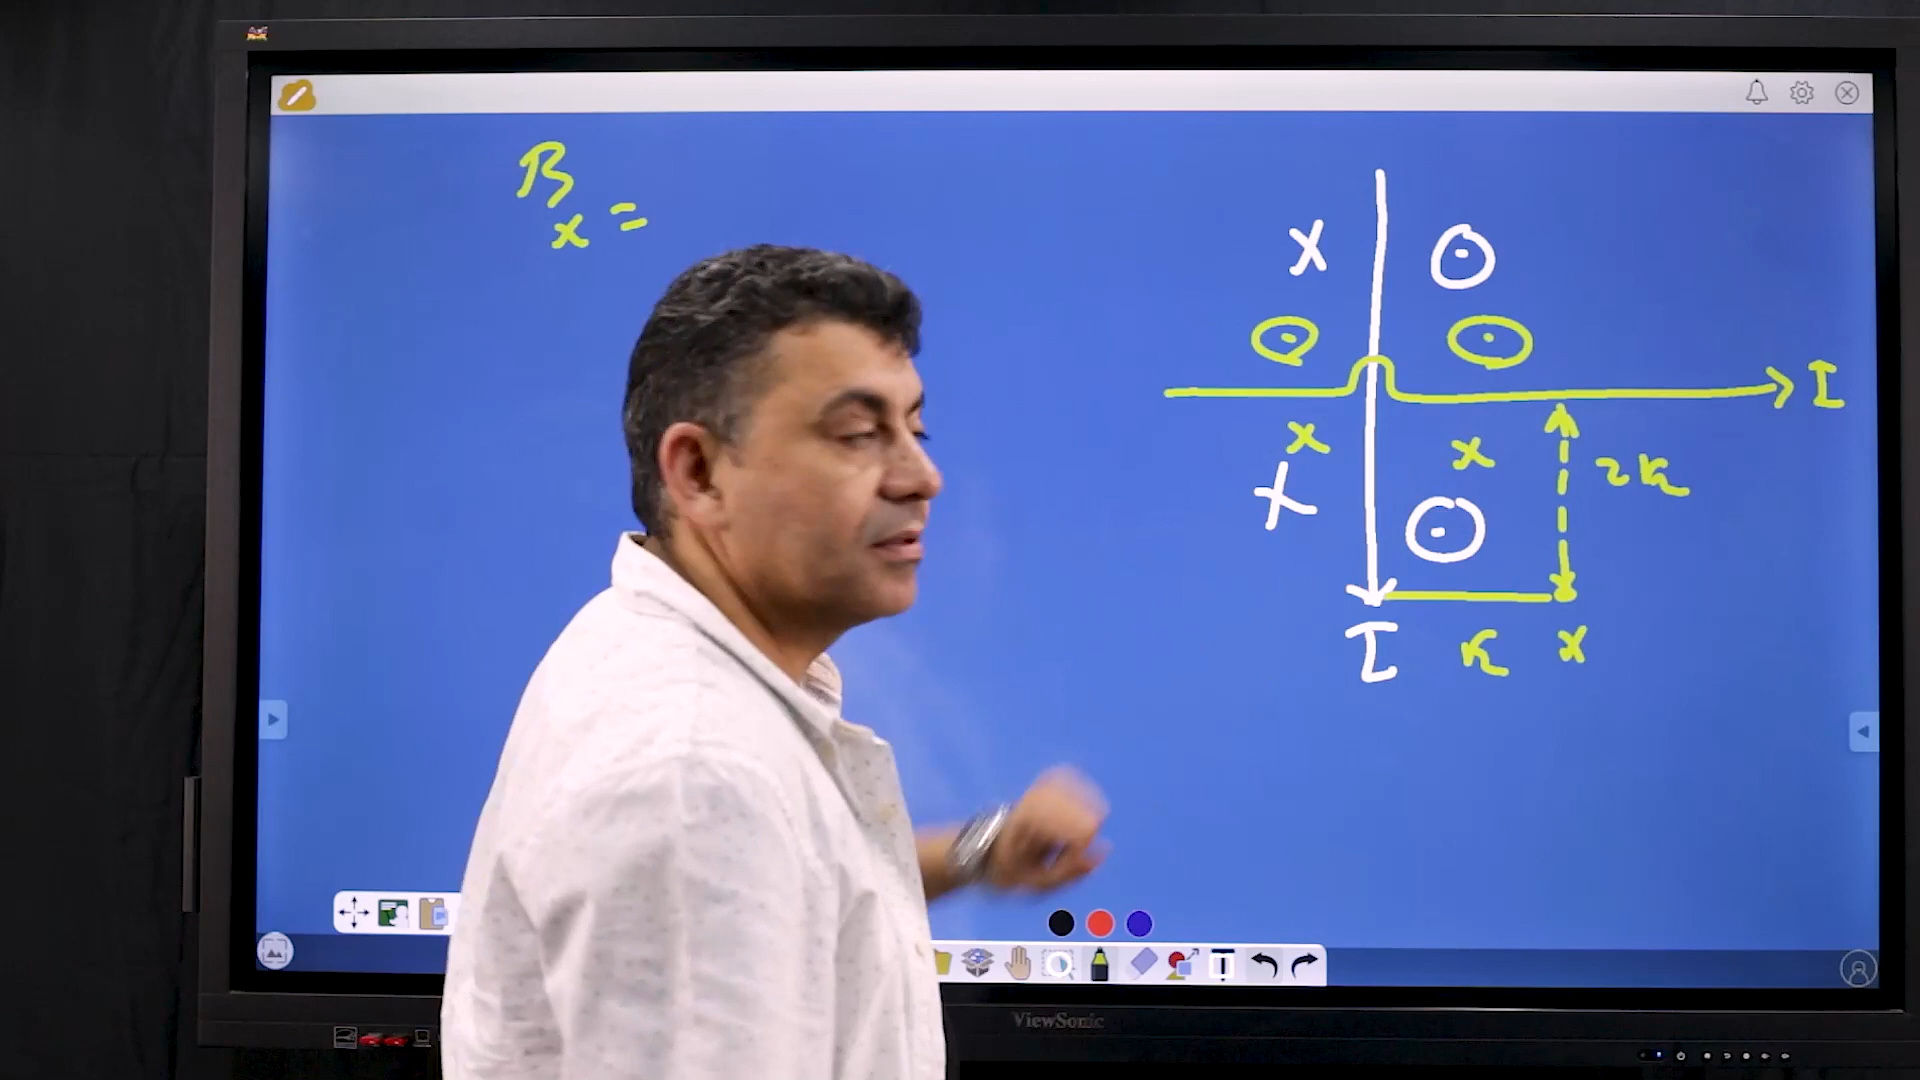 B
x =
x ⊙
⊙ ⊙
I
x x
2r
x ⊙
I r x
ViewSonic